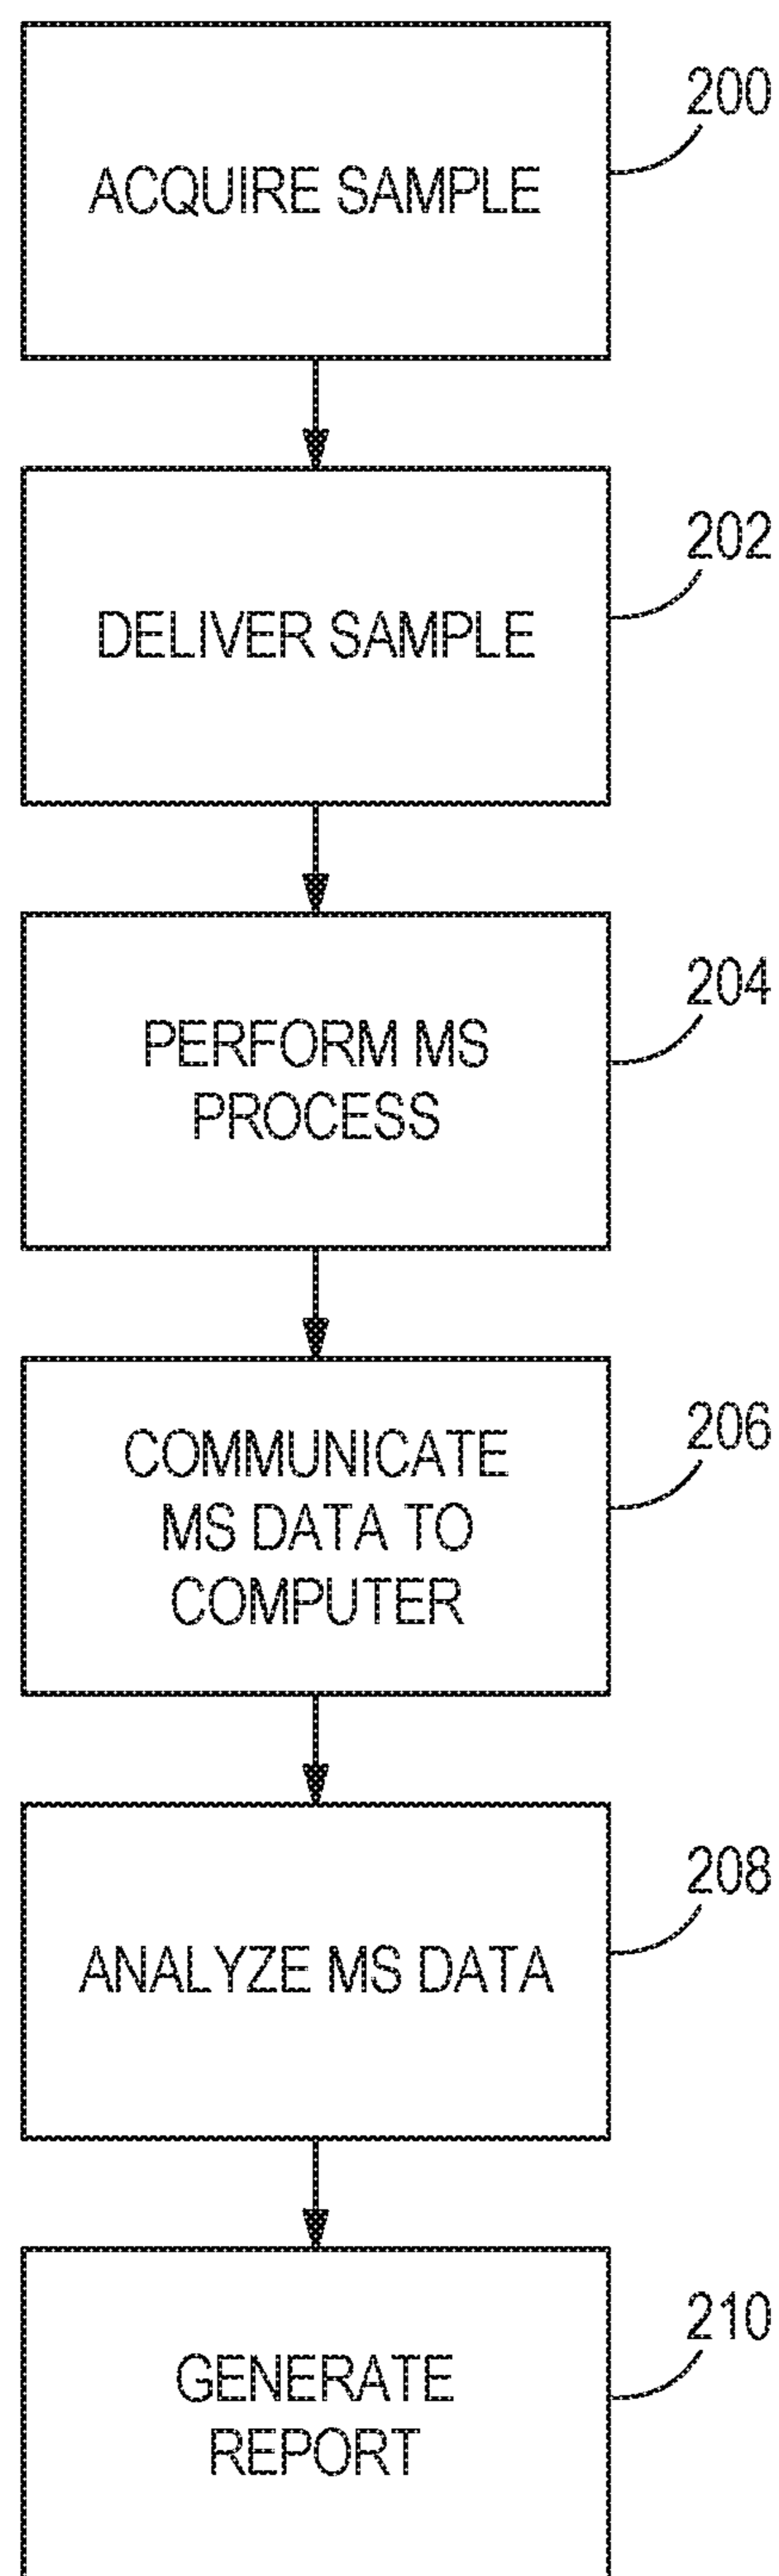 ACQUIRE SAMPLE
200
DELIVER SAMPLE
202
PERFORM MS
PROCESS
204
COMMUNICATE
MS DATA TO
COMPUTER
206
ANALYZE MS DATA
208
GENERATE
REPORT
210